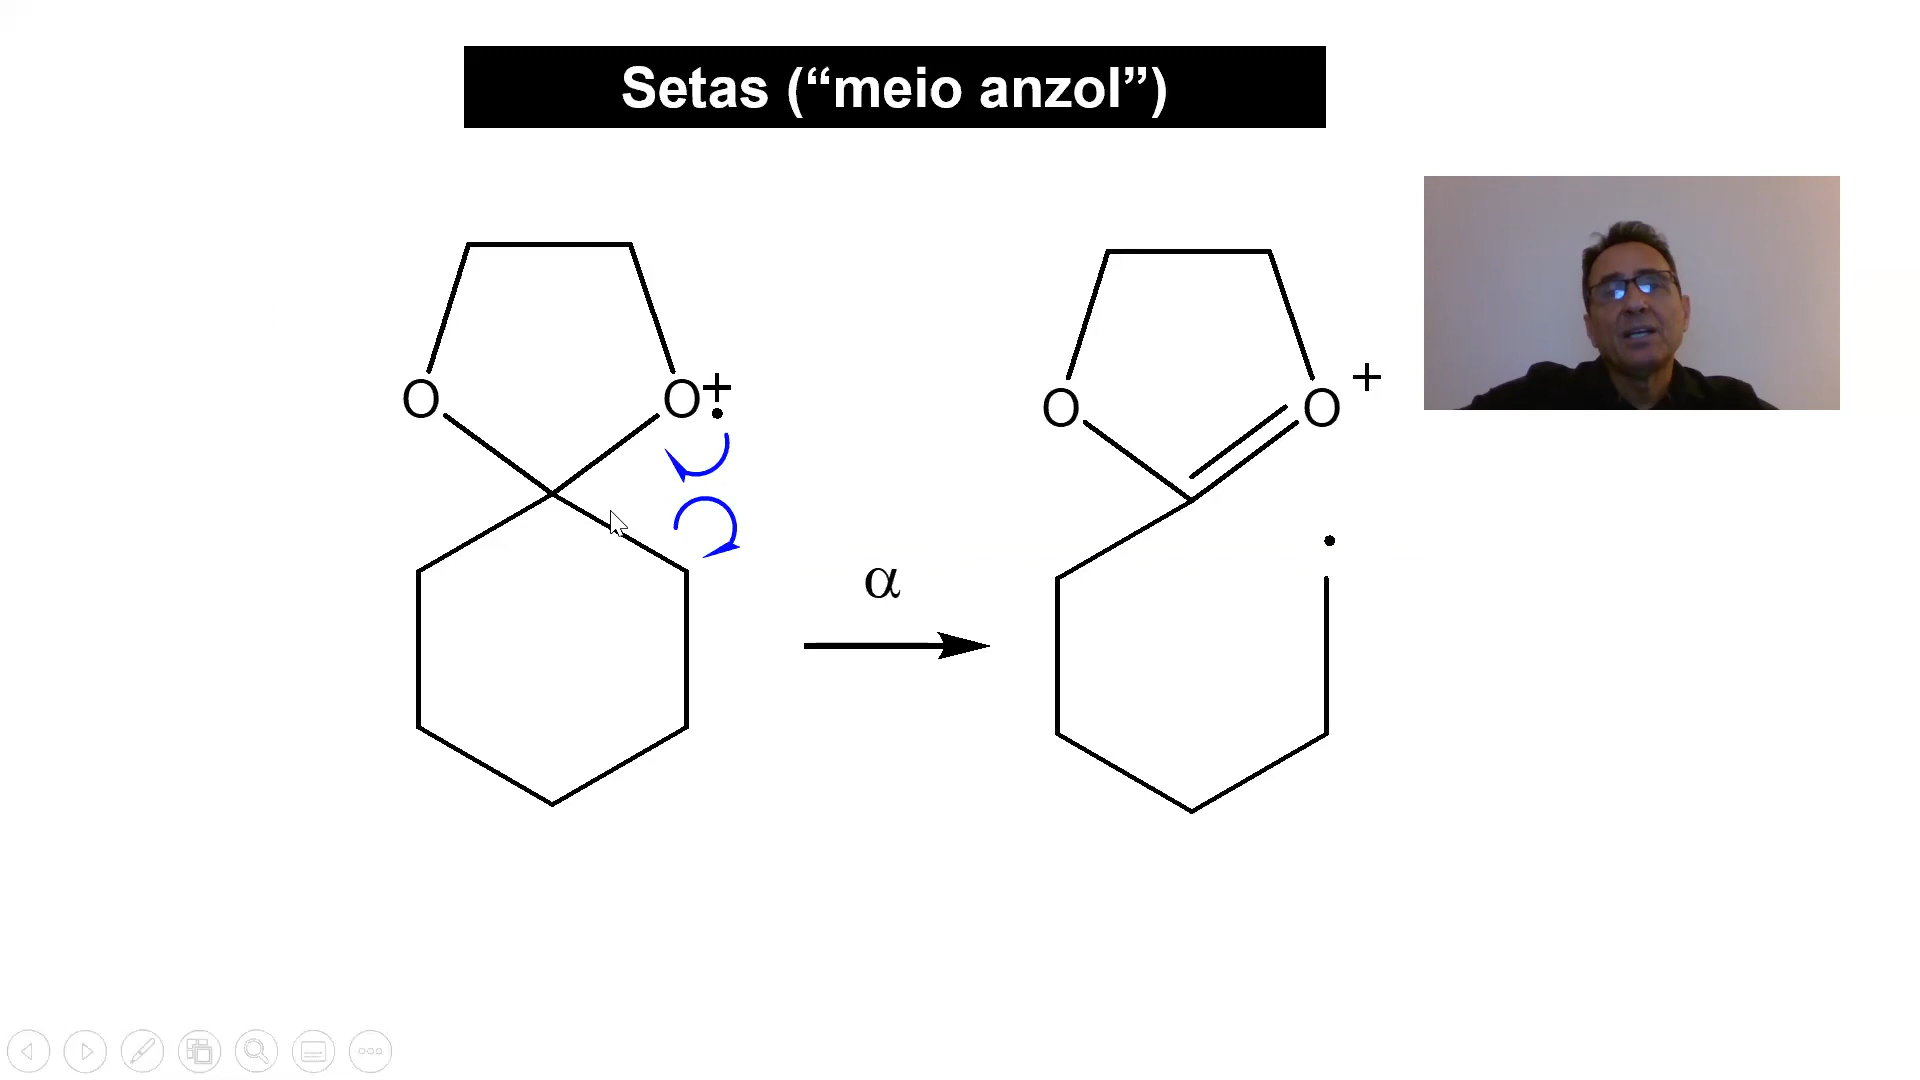 Setas (“meio anzol”)
O O+•
α
O O +
•